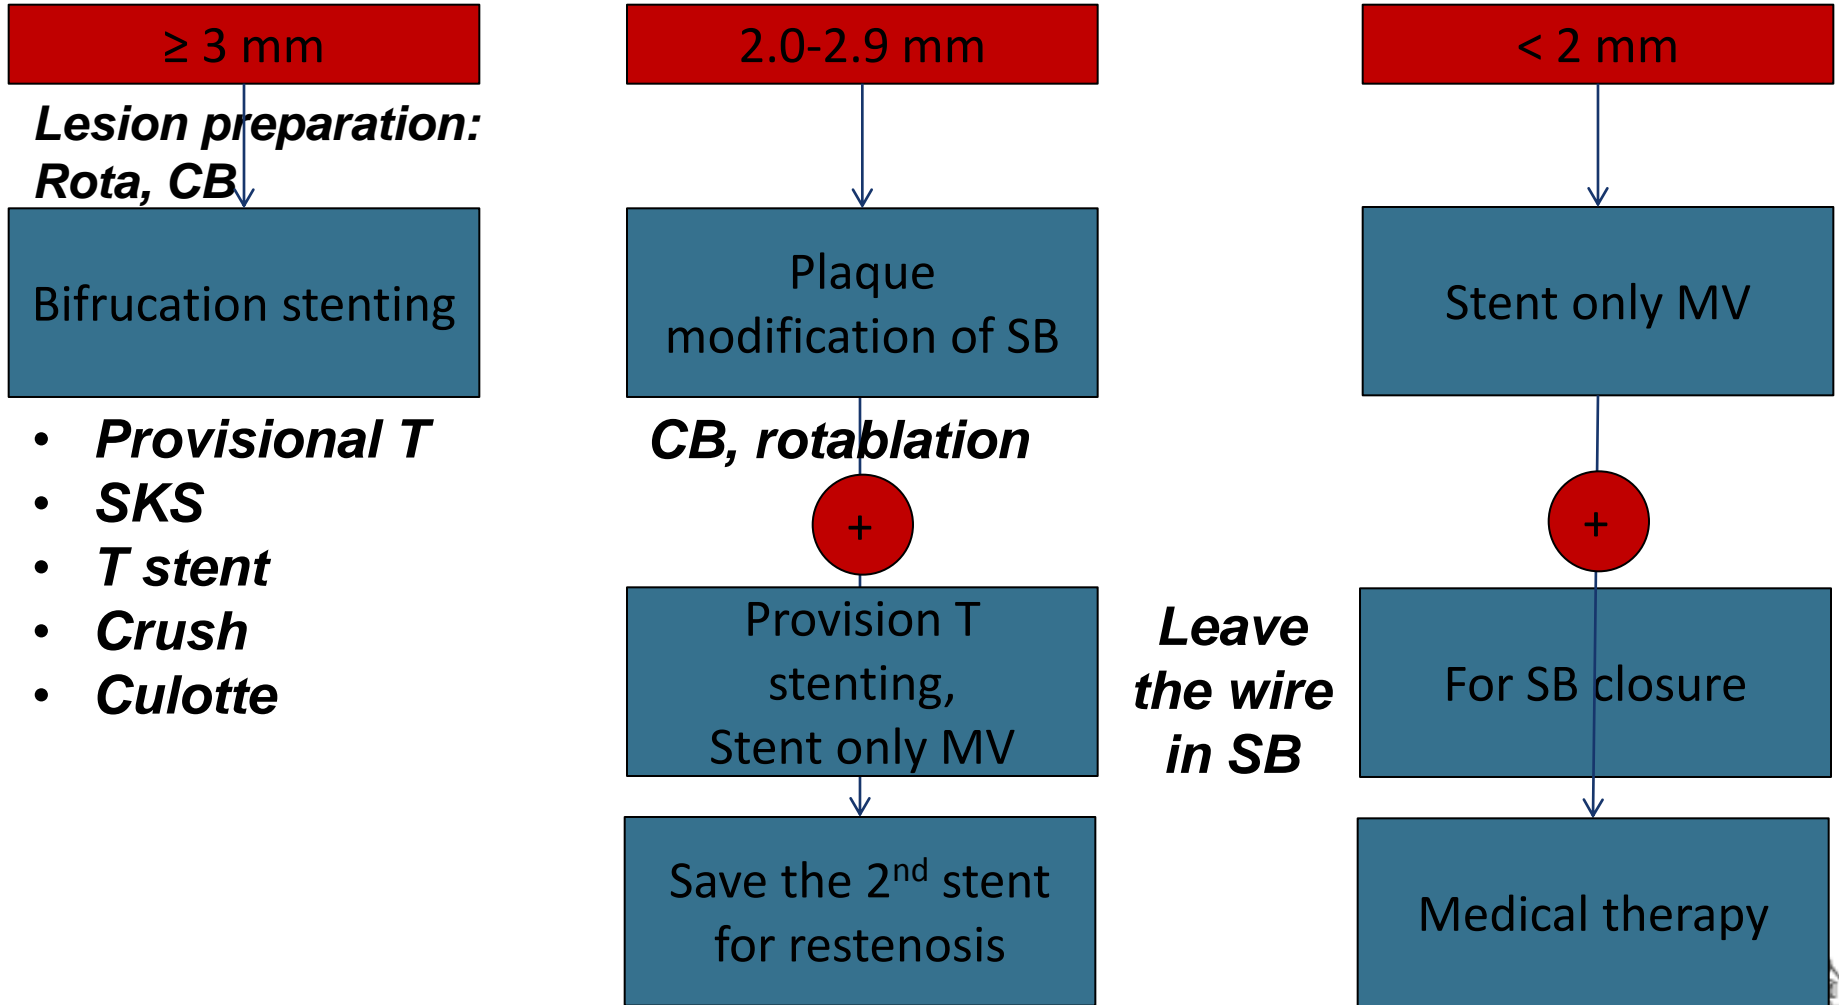 ≥ 3 mm
Lesion preparation:
Rota, CB
Bifrucation stenting
• Provisional T
• SKS
• T stent
• Crush
• Culotte
2.0-2.9 mm
Plaque
modification of SB
CB, rotablation
+
Provision T
stenting,
Stent only MV
Save the 2nd stent
for restenosis
Leave
the wire
in SB
< 2 mm
Stent only MV
+
For SB closure
Medical therapy